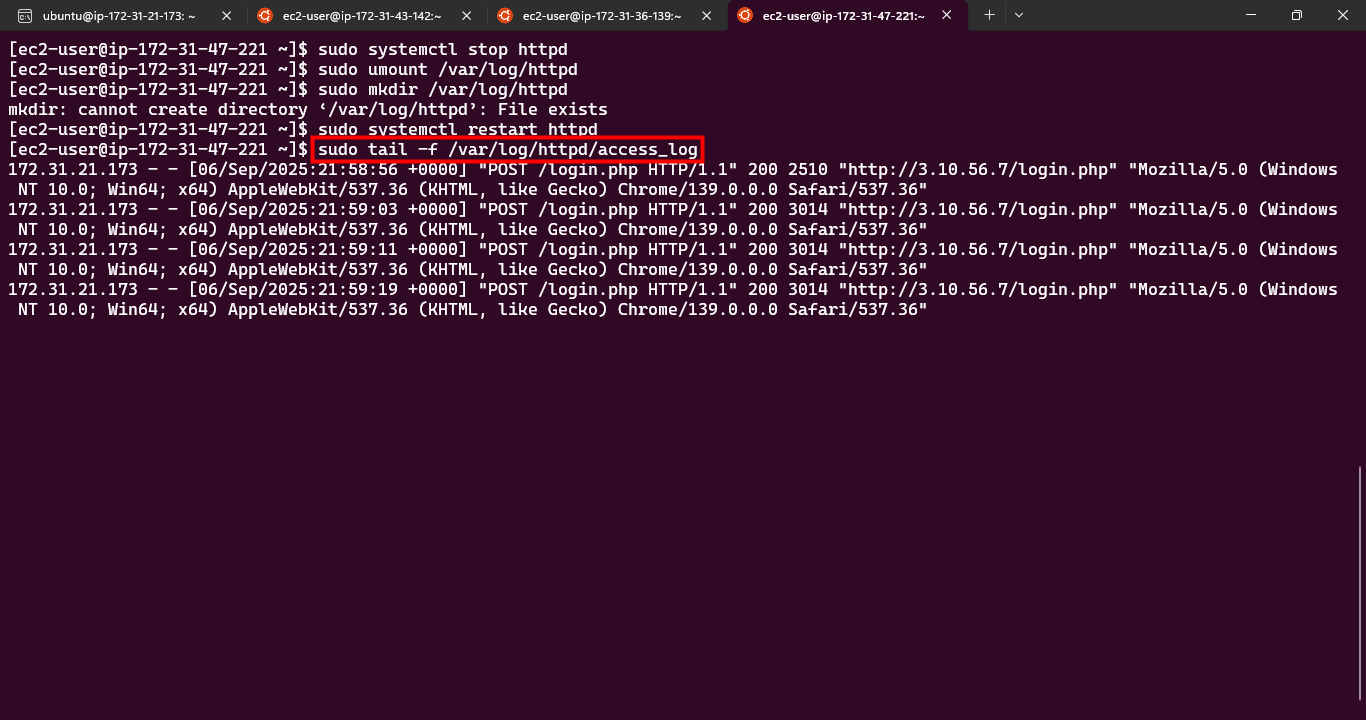 ubuntu@ip-172-31-21-173: ~
ec2-user@ip-172-31-43-142:~
ec2-user@ip-172-31-36-139:~
ec2-user@ip-172-31-47-221:~
[ec2-user@ip-172-31-47-221 ~]$ sudo systemctl stop httpd
[ec2-user@ip-172-31-47-221 ~]$ sudo umount /var/log/httpd
[ec2-user@ip-172-31-47-221 ~]$ sudo mkdir /var/log/httpd
mkdir: cannot create directory ‘/var/log/httpd’: File exists
[ec2-user@ip-172-31-47-221 ~]$ sudo systemctl restart httpd
[ec2-user@ip-172-31-47-221 ~]$ sudo tail -f /var/log/httpd/access_log
172.31.21.173 - - [06/Sep/2025:21:58:56 +0000] "POST /login.php HTTP/1.1" 200 2510 "http://3.10.56.7/login.php" "Mozilla/5.0 (Windows
NT 10.0; Win64; x64) AppleWebKit/537.36 (KHTML, like Gecko) Chrome/139.0.0.0 Safari/537.36"
172.31.21.173 - - [06/Sep/2025:21:59:03 +0000] "POST /login.php HTTP/1.1" 200 3014 "http://3.10.56.7/login.php" "Mozilla/5.0 (Windows
NT 10.0; Win64; x64) AppleWebKit/537.36 (KHTML, like Gecko) Chrome/139.0.0.0 Safari/537.36"
172.31.21.173 - - [06/Sep/2025:21:59:11 +0000] "POST /login.php HTTP/1.1" 200 3014 "http://3.10.56.7/login.php" "Mozilla/5.0 (Windows
NT 10.0; Win64; x64) AppleWebKit/537.36 (KHTML, like Gecko) Chrome/139.0.0.0 Safari/537.36"
172.31.21.173 - - [06/Sep/2025:21:59:19 +0000] "POST /login.php HTTP/1.1" 200 3014 "http://3.10.56.7/login.php" "Mozilla/5.0 (Windows
NT 10.0; Win64; x64) AppleWebKit/537.36 (KHTML, like Gecko) Chrome/139.0.0.0 Safari/537.36"